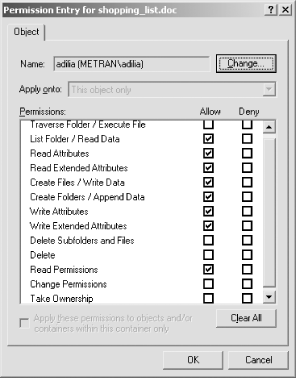 Permission Entry for shopping_list.doc
Object
Name: adilia (METRAN\adilia) Change...
Apply onto: This object only
Permissions: Allow Deny
Traverse Folder / Execute File
List Folder / Read Data
Read Attributes
Read Extended Attributes
Create Files / Write Data
Create Folders / Append Data
Write Attributes
Write Extended Attributes
Delete Subfolders and Files
Delete
Read Permissions
Change Permissions
Take Ownership
Apply these permissions to objects and/or
containers within this container only
Clear All
OK Cancel